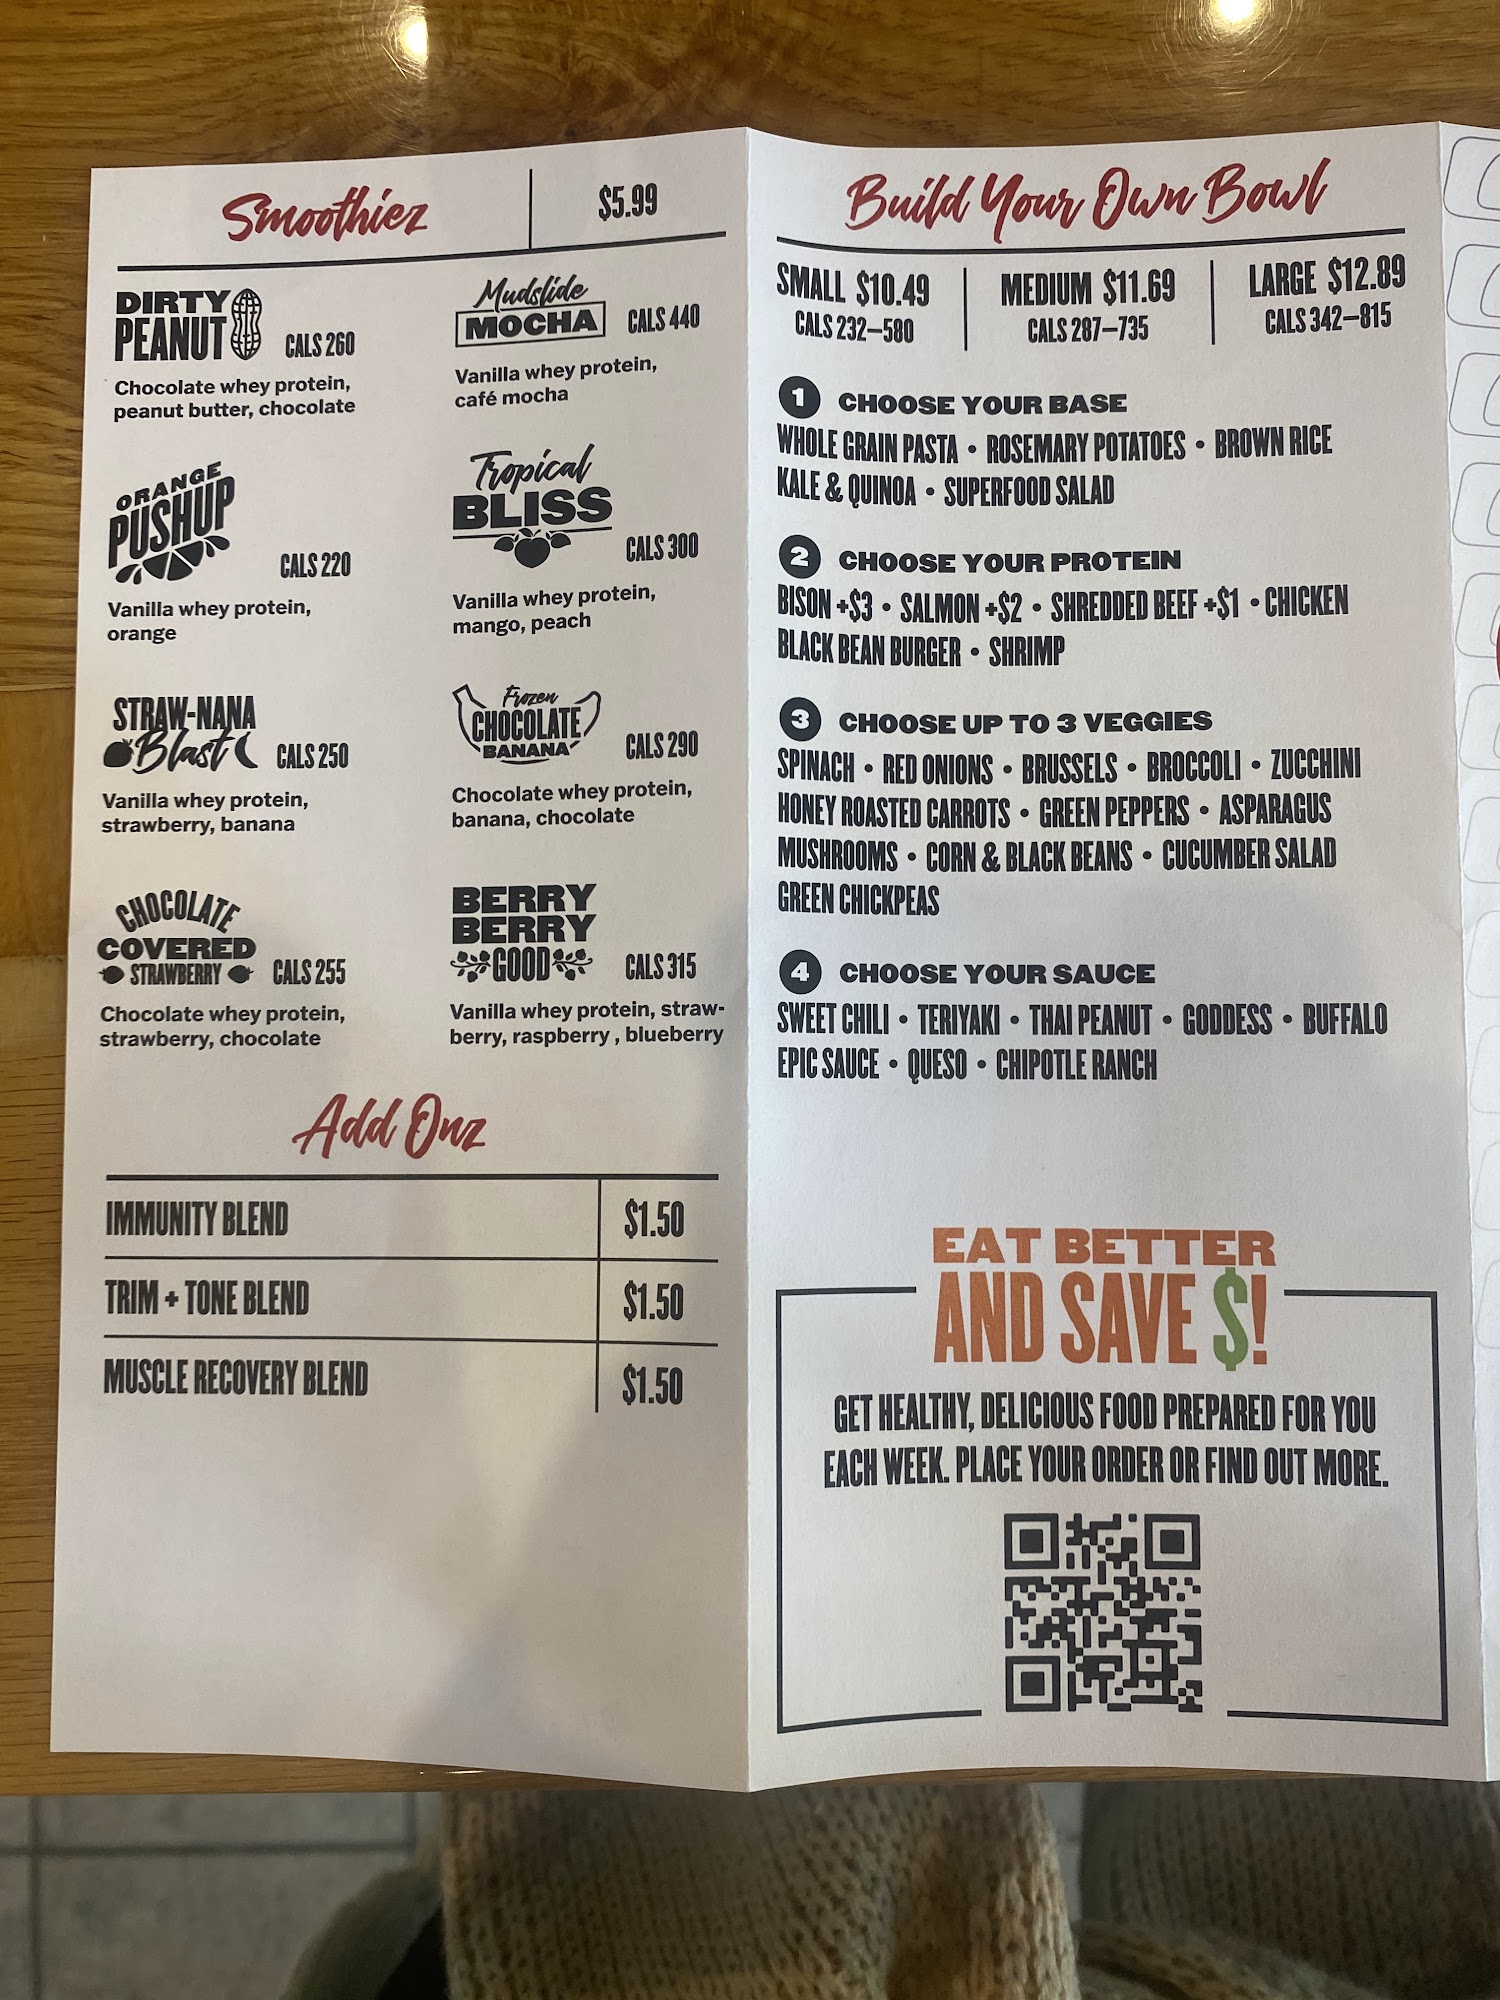 Smoothiez
$5.99
DIRTY
PEANUT
CALS 260
Chocolate whey protein,
peanut butter, chocolate
Mudslide
MOCHA
CALS 440
Vanilla whey protein,
café mocha
ORANGE
PUSHUP
CALS 220
Vanilla whey protein,
orange
Tropical
BLISS
CALS 300
Vanilla whey protein,
mango, peach
STRAW-NANA
Blast
CALS 250
Vanilla whey protein,
strawberry, banana
Frozen
CHOCOLATE
BANANA
CALS 290
Chocolate whey protein,
banana, chocolate
CHOCOLATE
COVERED
STRAWBERRY
CALS 255
Chocolate whey protein,
strawberry, chocolate
BERRY
BERRY
GOOD
CALS 315
Vanilla whey protein, straw-
berry, raspberry , blueberry
Add Onz
IMMUNITY BLEND $1.50
TRIM + TONE BLEND $1.50
MUSCLE RECOVERY BLEND $1.50
Build Your Own Bowl
SMALL $10.49
CALS 232–580
MEDIUM $11.69
CALS 287–735
LARGE $12.89
CALS 342–815
1 CHOOSE YOUR BASE
WHOLE GRAIN PASTA • ROSEMARY POTATOES • BROWN RICE
KALE & QUINOA • SUPERFOOD SALAD
2 CHOOSE YOUR PROTEIN
BISON +$3 • SALMON +$2 • SHREDDED BEEF +$1 • CHICKEN
BLACK BEAN BURGER • SHRIMP
3 CHOOSE UP TO 3 VEGGIES
SPINACH • RED ONIONS • BRUSSELS • BROCCOLI • ZUCCHINI
HONEY ROASTED CARROTS • GREEN PEPPERS • ASPARAGUS
MUSHROOMS • CORN & BLACK BEANS • CUCUMBER SALAD
GREEN CHICKPEAS
4 CHOOSE YOUR SAUCE
SWEET CHILI • TERIYAKI • THAI PEANUT • GODDESS • BUFFALO
EPIC SAUCE • QUESO • CHIPOTLE RANCH
EAT BETTER
AND SAVE $!
GET HEALTHY, DELICIOUS FOOD PREPARED FOR YOU
EACH WEEK. PLACE YOUR ORDER OR FIND OUT MORE.